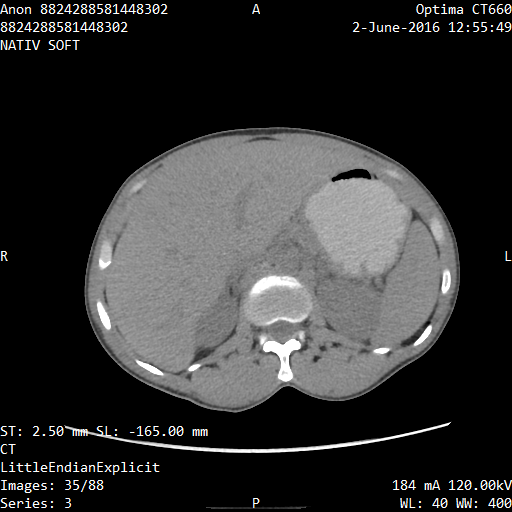 Anon 8824288581448302 A Optima CT660
8824288581448302 2-June-2016 12:55:49
NATIV SOFT
R L
ST: 2.50 mm SL: -165.00 mm
CT
LittleEndianExplicit
Images: 35/88 184 mA 120.00kV
Series: 3 P WL: 40 WW: 400